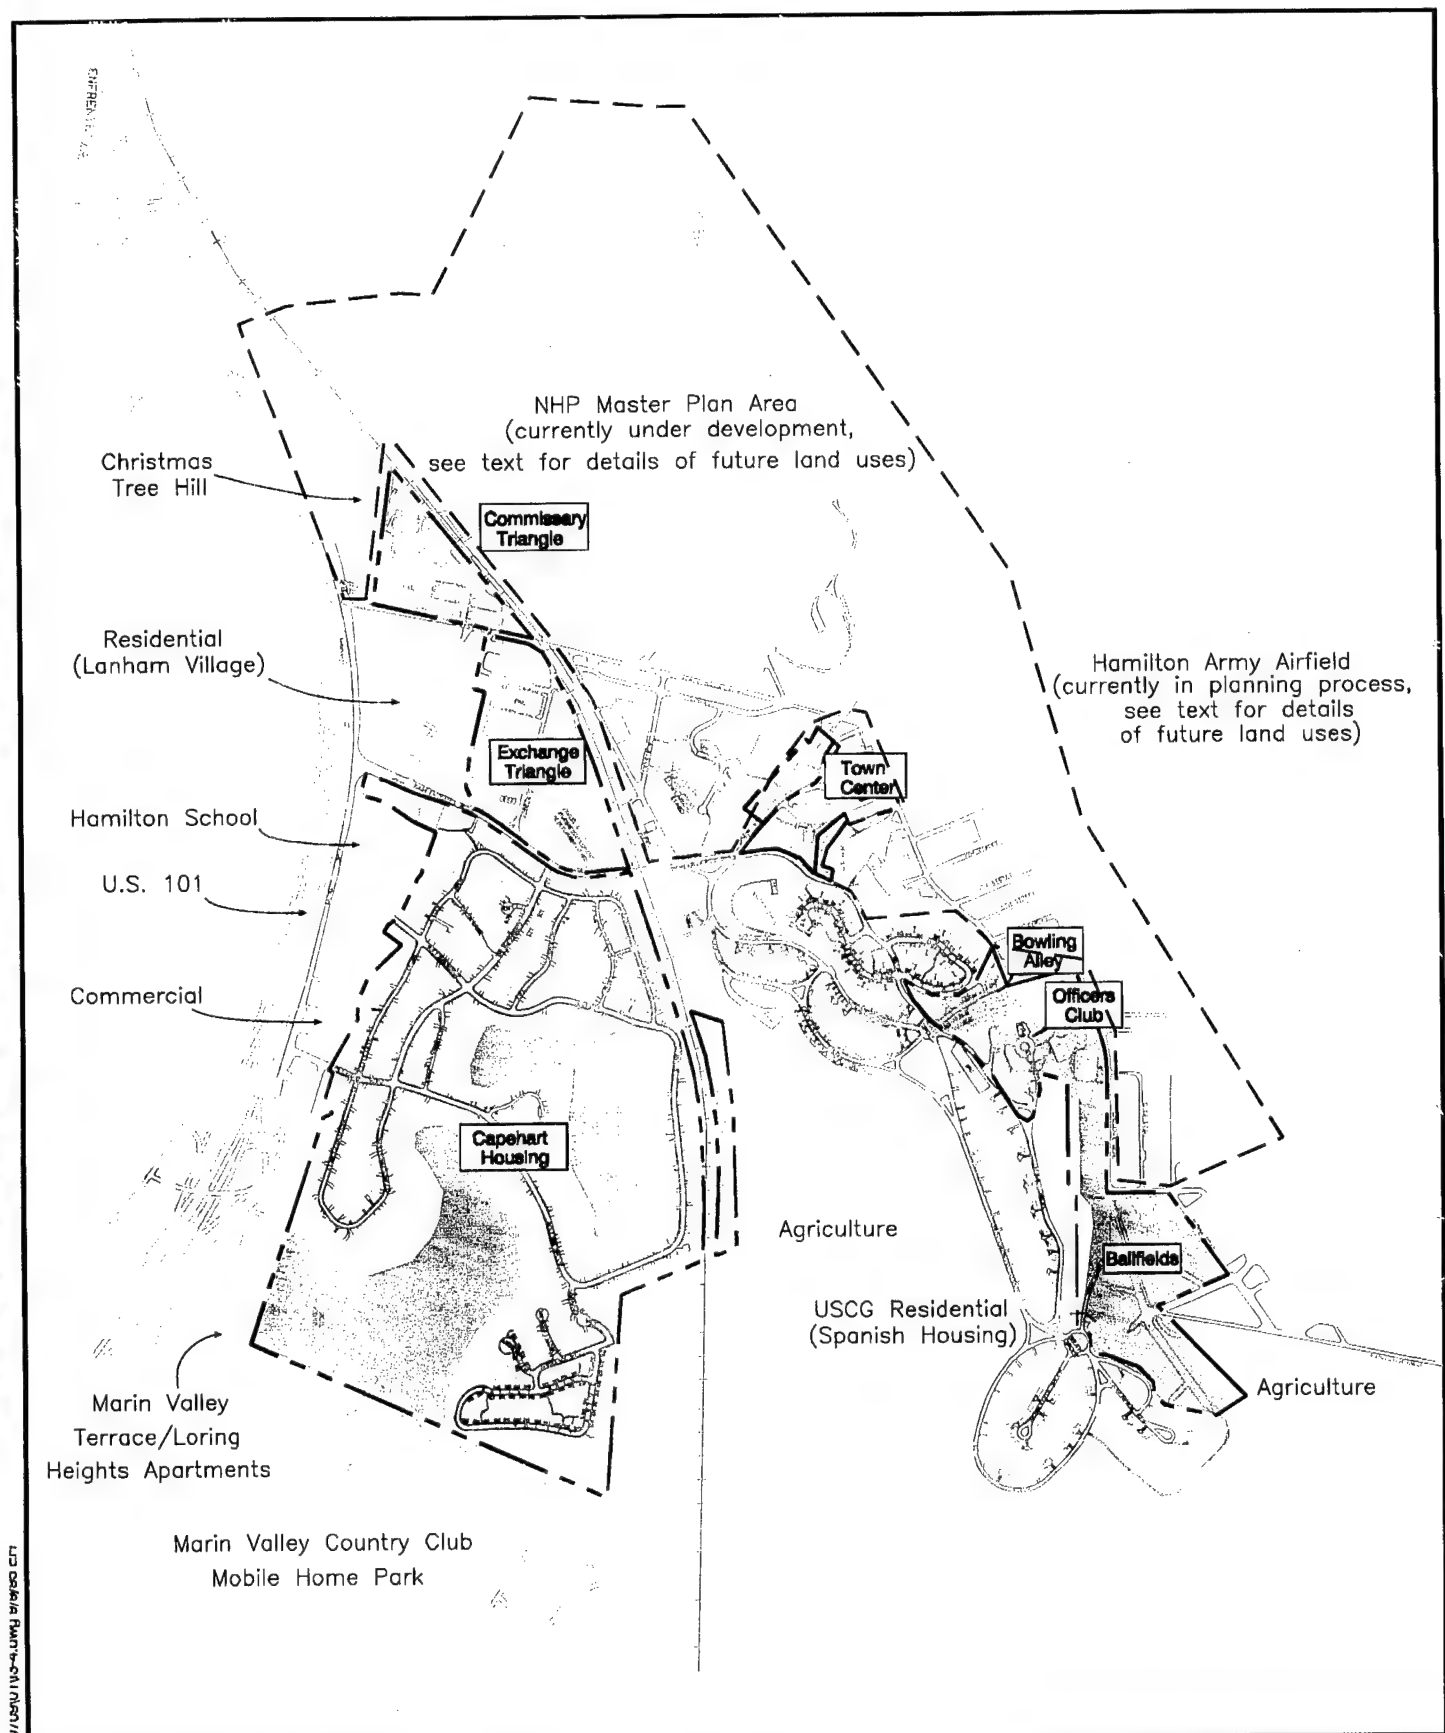 NHP Master Plan Area
(currently under development,
see text for details of future land uses)
Christmas
Tree Hill
Commissary
Triangle
Residential
(Lanham Village)
Hamilton Army Airfield
(currently in planning process,
see text for details
of future land uses)
Exchange
Triangle
Town
Center
Hamilton School
U.S. 101
Bowling
Alley
Commercial
Officers
Club
Capehart
Housing
Agriculture
Ballfields
USCG Residential
(Spanish Housing)
Agriculture
Marin Valley
Terrace/Loring
Heights Apartments
Marin Valley Country Club
Mobile Home Park